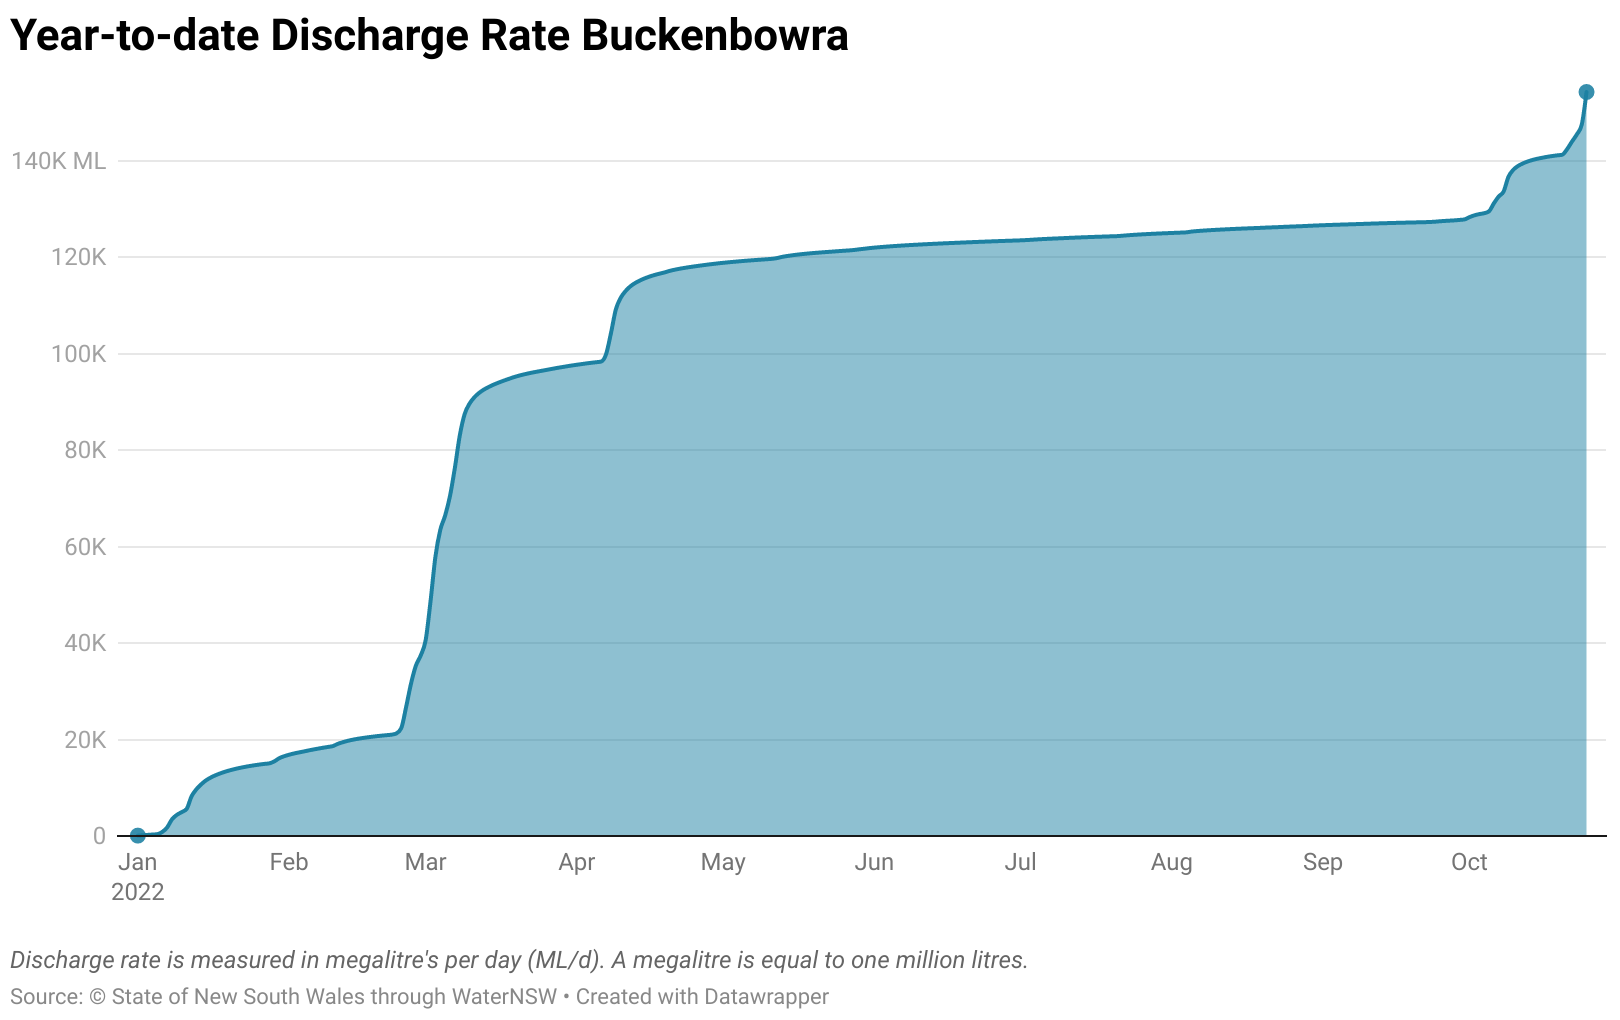 Year-to-date Discharge Rate Buckenbowra
140K ML
120K
100K
80K
60K
40K
20K
0
Jan Feb Mar Apr May Jun Jul Aug Sep Oct
2022
Discharge rate is measured in megalitre's per day (ML/d). A megalitre is equal to one million litres.
Source: © State of New South Wales through WaterNSW • Created with Datawrapper